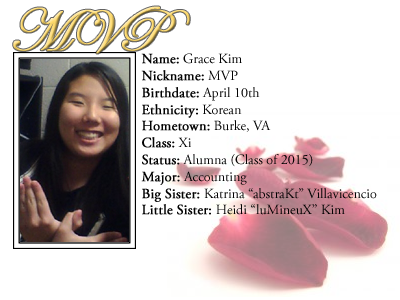 MVP
Name: Grace Kim
Nickname: MVP
Birthdate: April 10th
Ethnicity: Korean
Hometown: Burke, VA
Class: Xi
Status: Alumna (Class of 2015)
Major: Accounting
Big Sister: Katrina “abstraKt” Villavicencio
Little Sister: Heidi “luMineuX” Kim